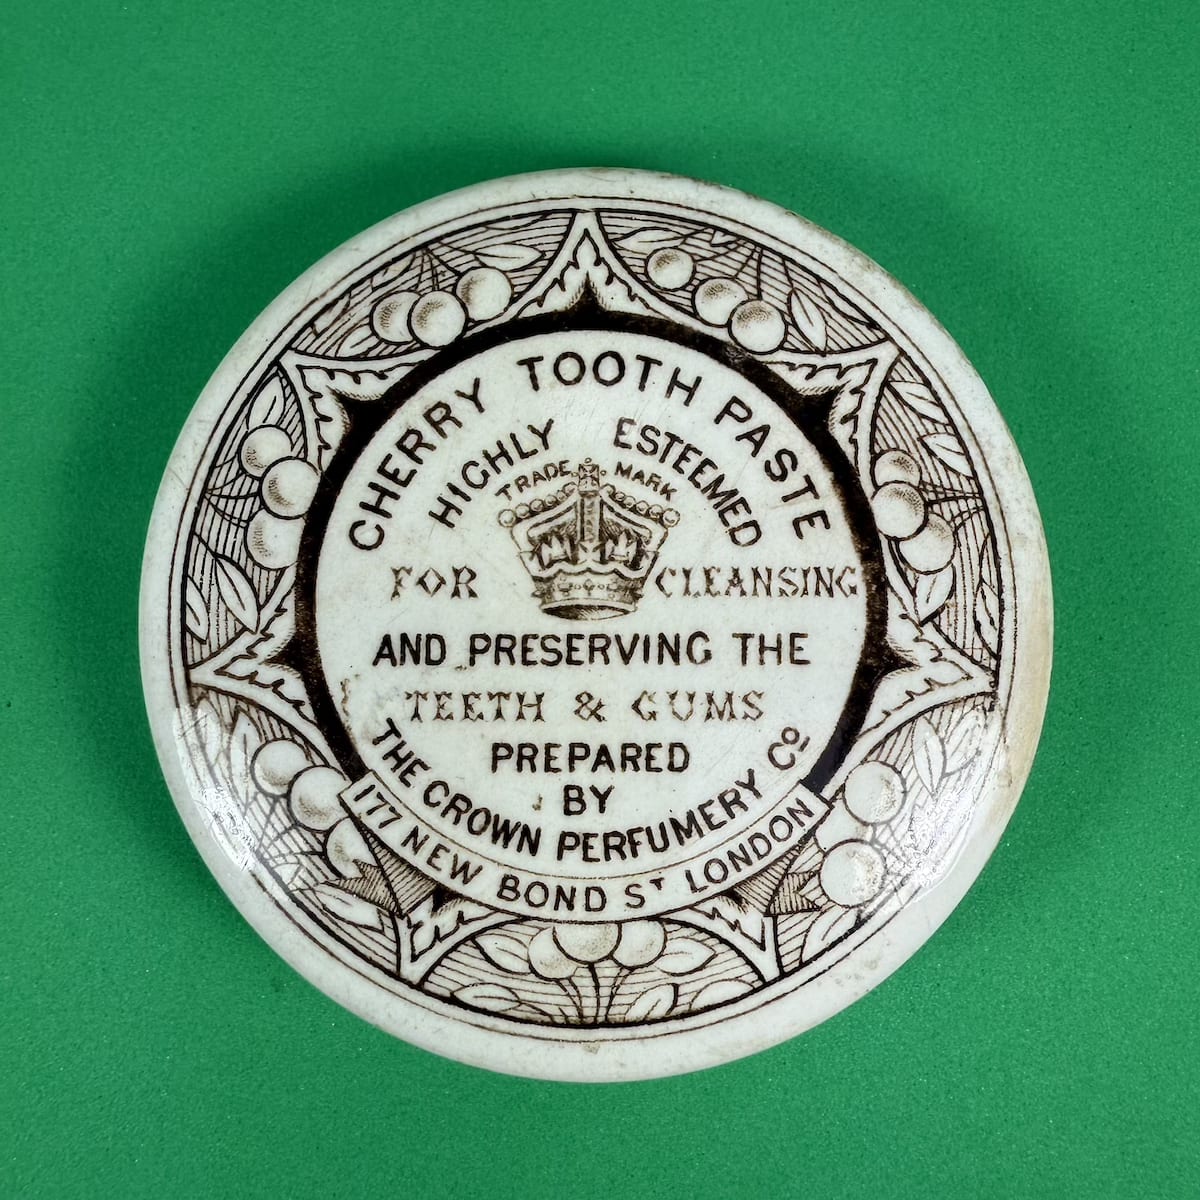 CHERRY TOOTH PASTE
HIGHLY ESTEEMED
TRADE MARK
FOR CLEANSING
AND PRESERVING THE
TEETH & GUMS
PREPARED
BY
THE CROWN PERFUMERY Cº
177 NEW BOND Sᵀ LONDON